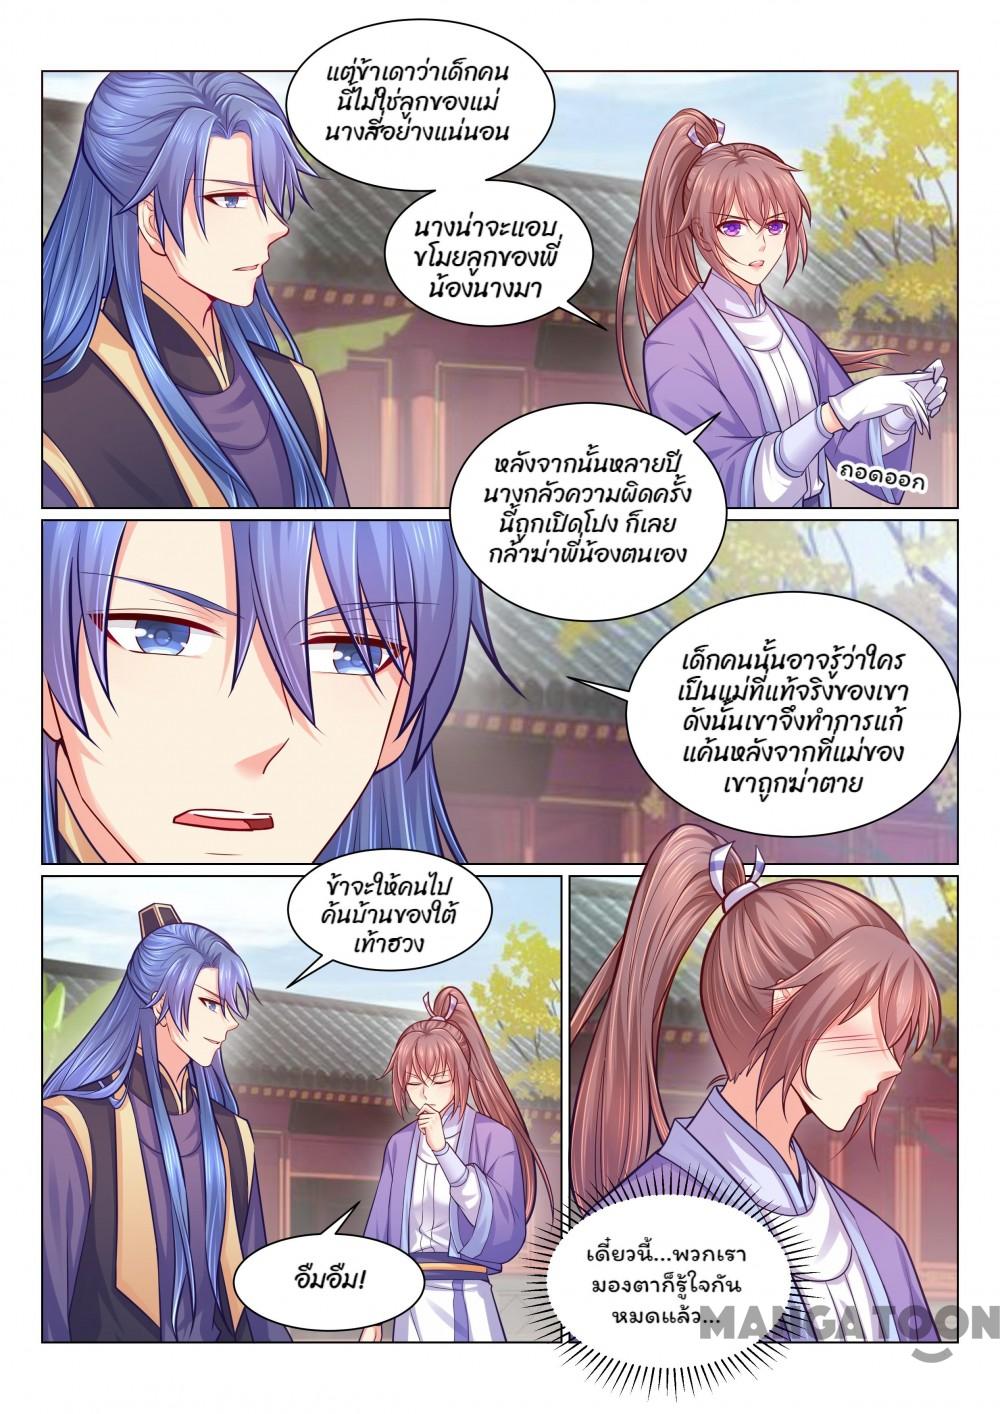 แต่ข้าเดาว่าเด็กคน
นี้ไม่ใช่ลูกของแม่
นางสี่อย่างแน่นอน
นางน่าจะแอบ
ขโมยลูกของพี่
น้องนางมา
ถอดออก
หลังจากนั้นหลายปี
นางกลัวความผิดครั้ง
นี้ถูกเปิดโปง ก็เลย
กล้าฆ่าพี่น้องตนเอง
เด็กคนนั้นอาจรู้ว่าใคร
เป็นแม่ที่แท้จริงของเขา
ดังนั้นเขาจึงทำการแก้
แค้นหลังจากที่แม่ของ
เขาถูกฆ่าตาย
ข้าจะให้คนไป
ค้นบ้านของใต้
เท้าฮวง
อืมอืม!
เดี๋ยวนี้...พวกเรา
มองตาก็รู้ใจกัน
หมดแล้ว...
MANGATOON